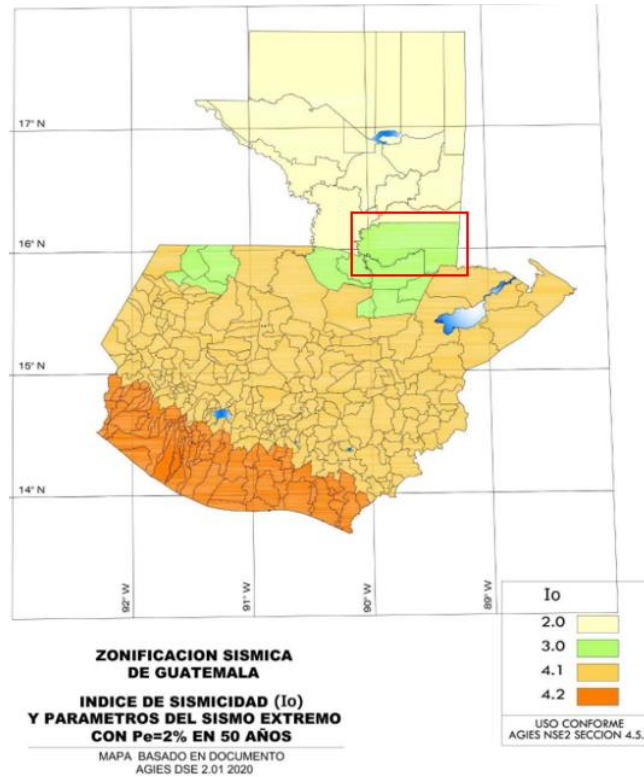 17° N
16° N
15° N
14° N
92° W
91° W
90° W
89° W
Io
2.0
3.0
4.1
4.2
USO CONFORME
AGIES NSE2 SECCION 4.5.
ZONIFICACION SISMICA
DE GUATEMALA
INDICE DE SISMICIDAD (Io)
Y PARAMETROS DEL SISMO EXTREMO
CON Pe=2% EN 50 AÑOS
MAPA BASADO EN DOCUMENTO
AGIES DSE 2.01 2020